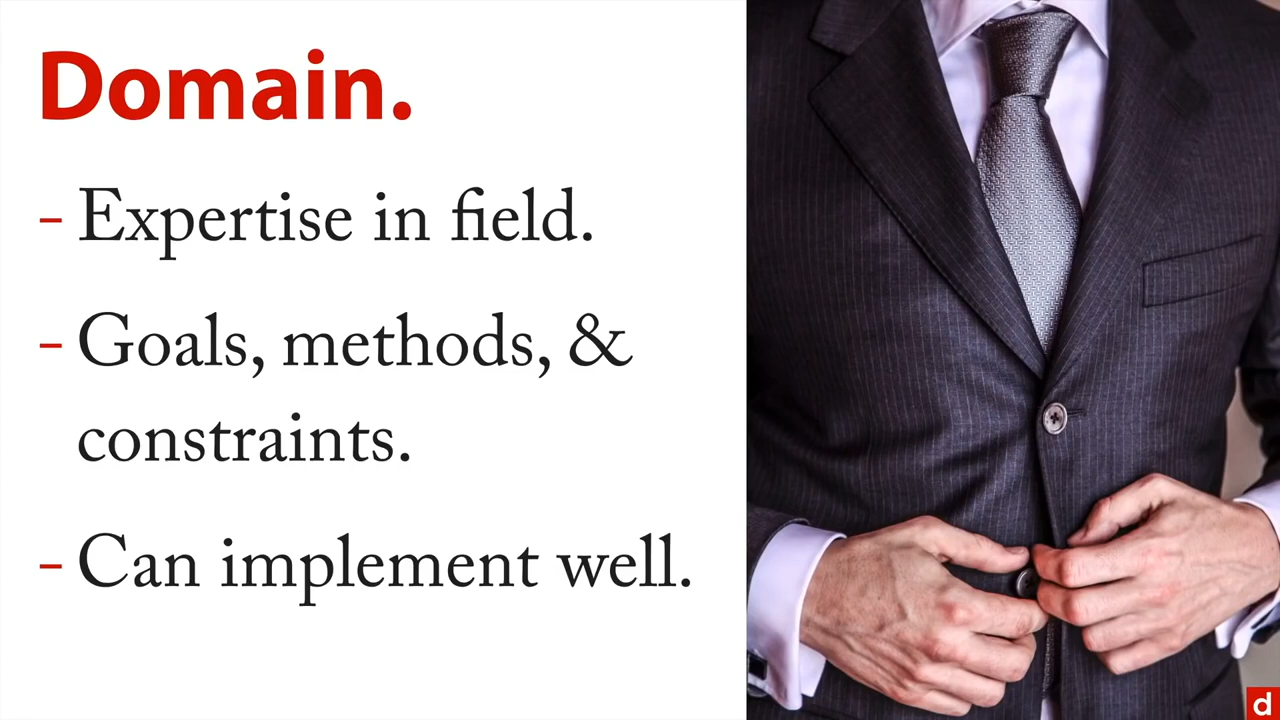 Domain.
– Expertise in field.
– Goals, methods, &
constraints.
– Can implement well.
d